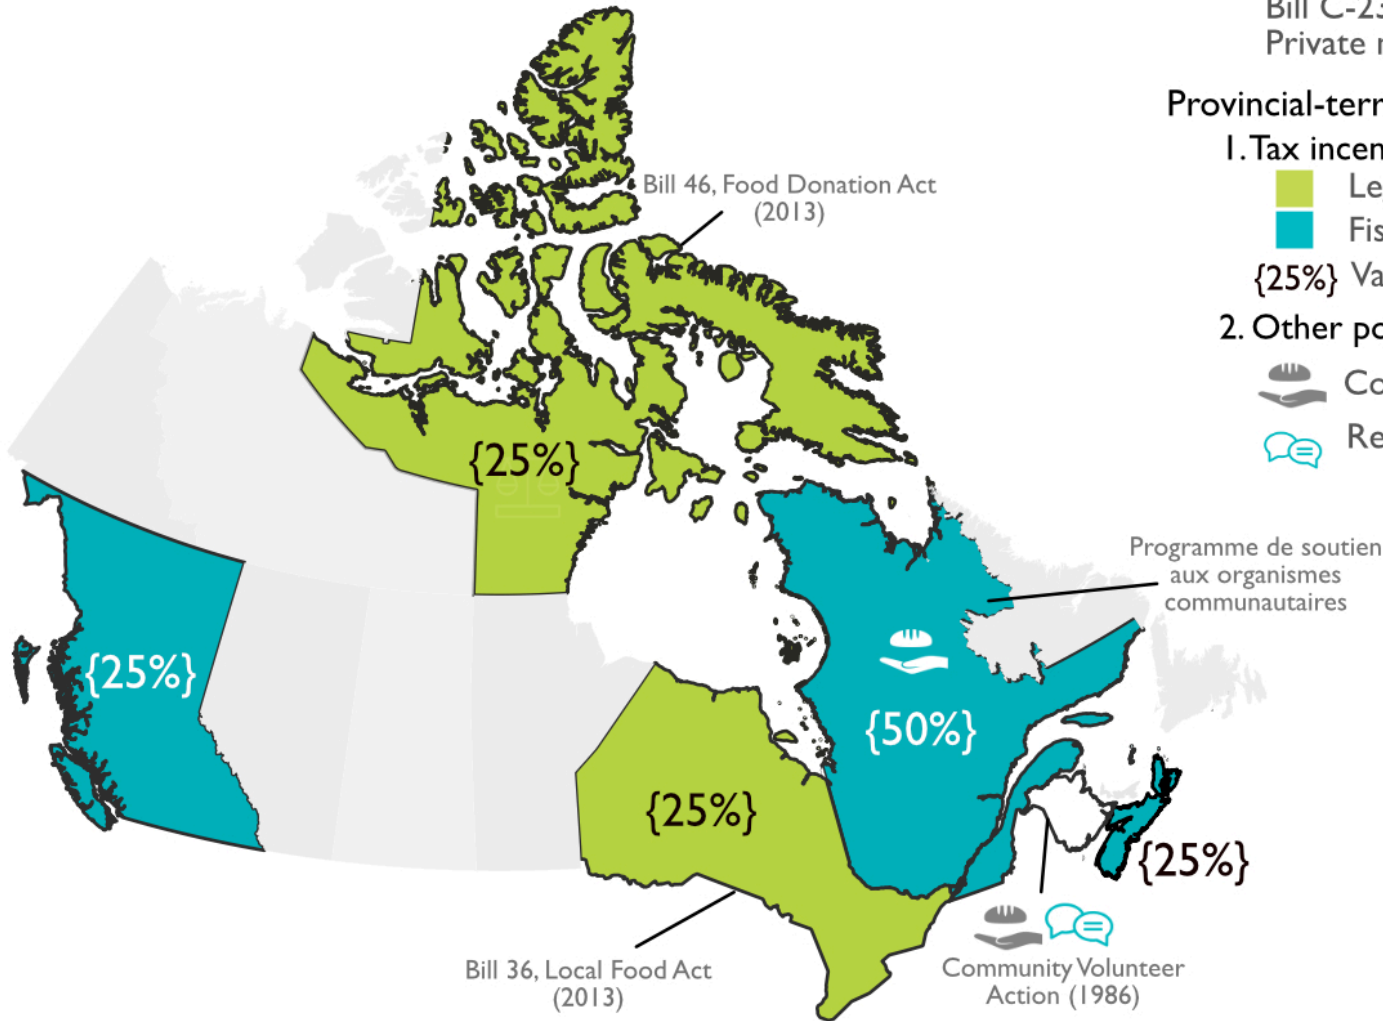 Bill C-23
Private
Provincial-terr
1. Tax incen
Le
Fis
{25%} Va
2. Other po
Co
Re
Bill 46, Food Donation Act
(2013)
{25%}
Programme de soutien
aux organismes
communautaires
{25%}
{50%}
{25%}
{25%}
Bill 36, Local Food Act
(2013)
Community Volunteer
Action (1986)